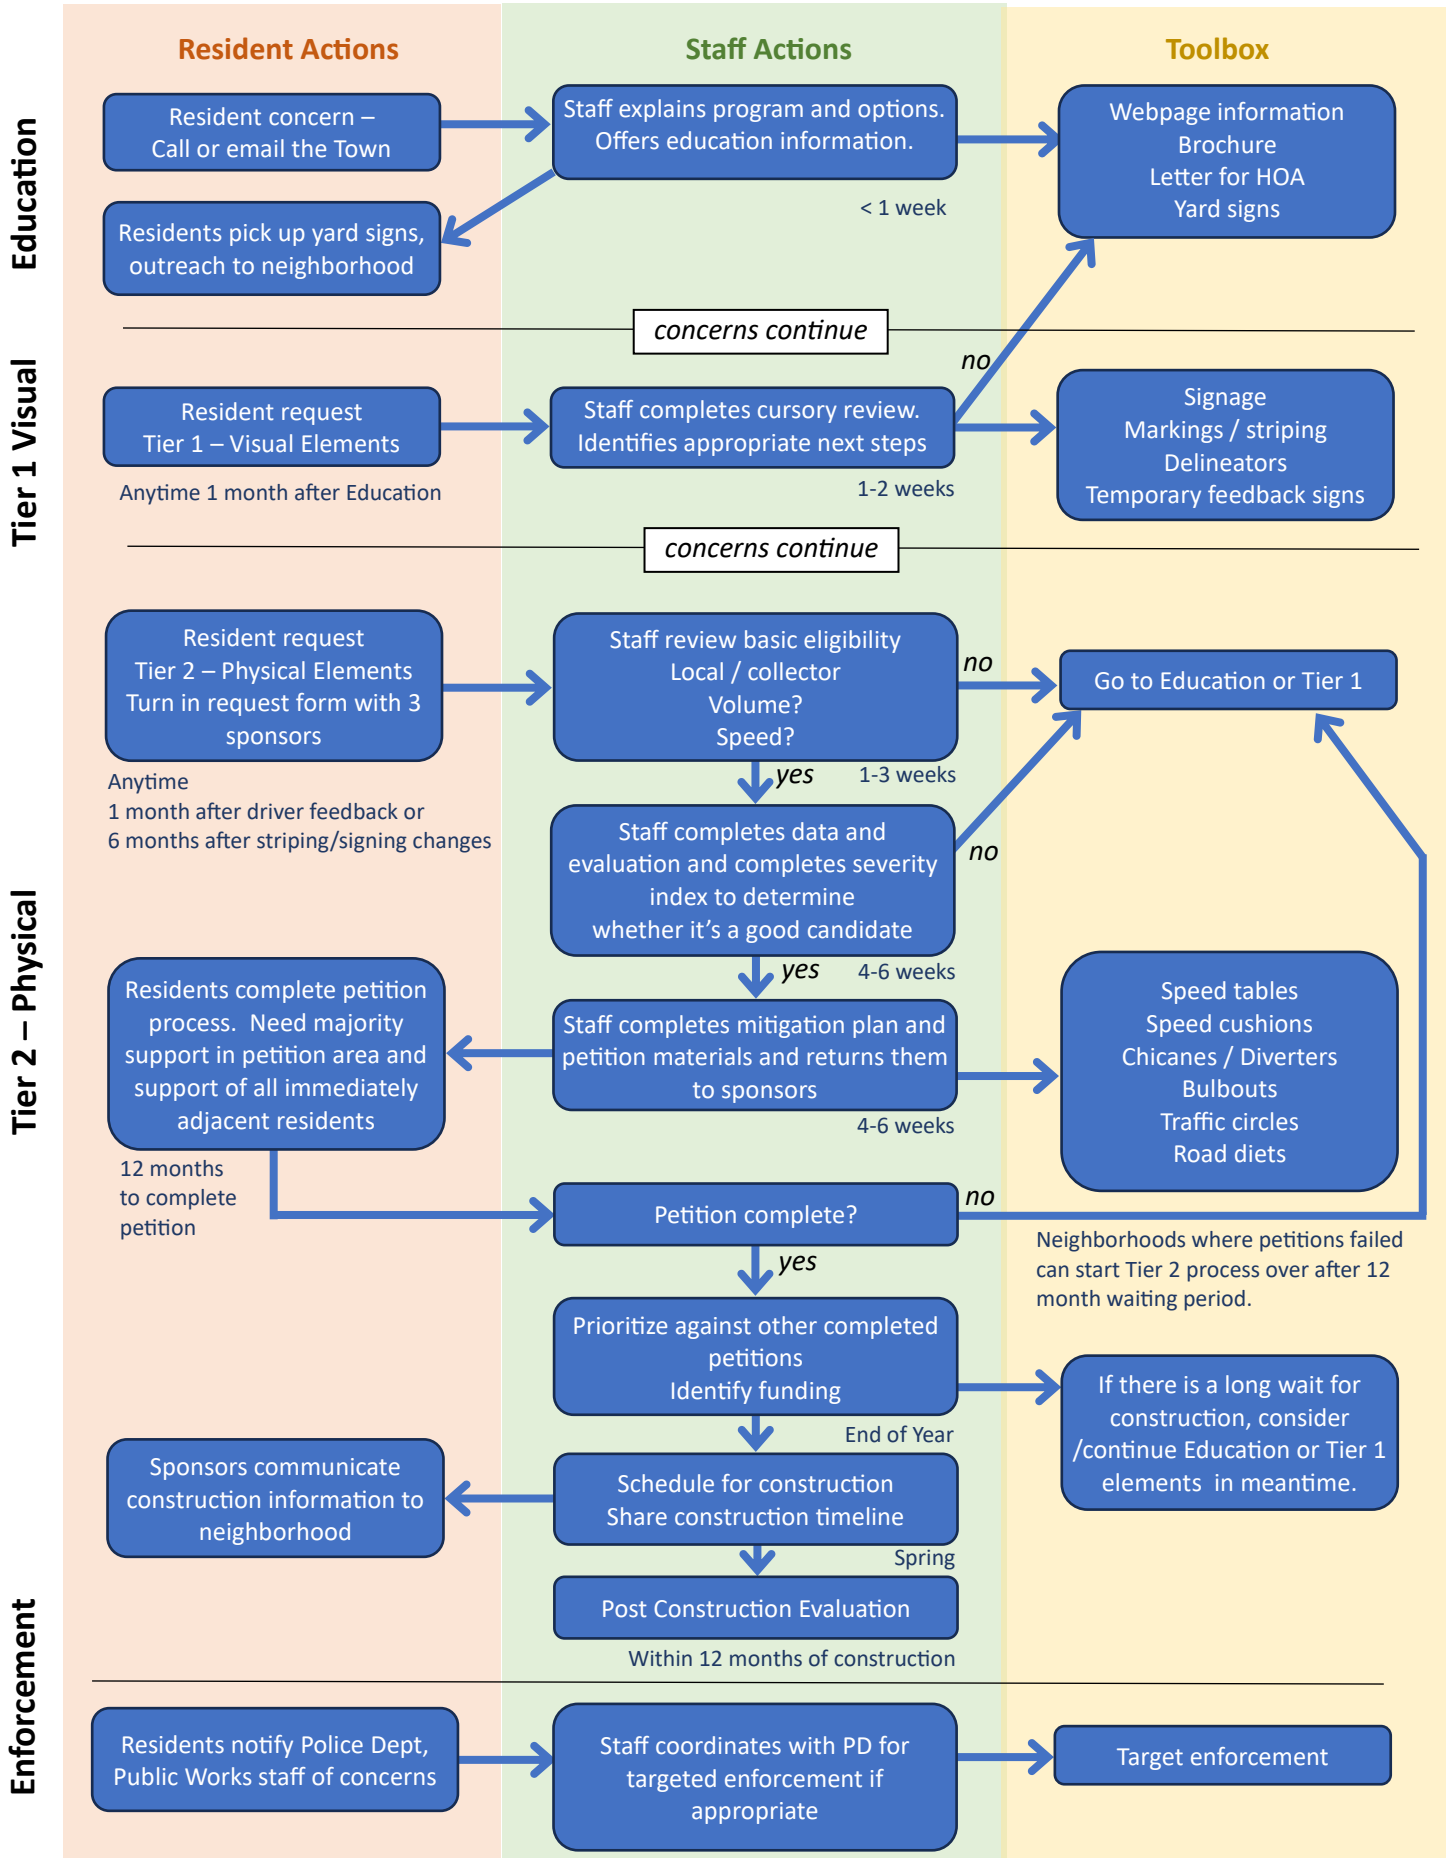 Resident Actions
Staff Actions
Toolbox
Education
Resident concern –
Call or email the Town
Staff explains program and options.
Offers education information.
< 1 week
Webpage information
Brochure
Letter for HOA
Yard signs
Residents pick up yard signs,
outreach to neighborhood
concerns continue
Tier 1 Visual
Resident request
Tier 1 – Visual Elements
Anytime 1 month after Education
Staff completes cursory review.
Identifies appropriate next steps
1-2 weeks
no
Signage
Markings / striping
Delineators
Temporary feedback signs
concerns continue
Tier 2 – Physical
Resident request
Tier 2 – Physical Elements
Turn in request form with 3
sponsors
Anytime
1 month after driver feedback or
6 months after striping/signing changes
Staff review basic eligibility
Local / collector
Volume?
Speed?
no
Go to Education or Tier 1
yes
1-3 weeks
Staff completes data and
evaluation and completes severity
index to determine
whether it’s a good candidate
no
yes
4-6 weeks
Staff completes mitigation plan and
petition materials and returns them
to sponsors
4-6 weeks
Speed tables
Speed cushions
Chicanes / Diverters
Bulbouts
Traffic circles
Road diets
Residents complete petition
process.  Need majority
support in petition area and
support of all immediately
adjacent residents
12 months
to complete
petition
Petition complete?
no
Neighborhoods where petitions failed
can start Tier 2 process over after 12
month waiting period.
yes
Prioritize against other completed
petitions
Identify funding
End of Year
If there is a long wait for
construction, consider
/continue Education or Tier 1
elements  in meantime.
Schedule for construction
Share construction timeline
Spring
Sponsors communicate
construction information to
neighborhood
Post Construction Evaluation
Within 12 months of construction
Enforcement
Residents notify Police Dept,
Public Works staff of concerns
Staff coordinates with PD for
targeted enforcement if
appropriate
Target enforcement